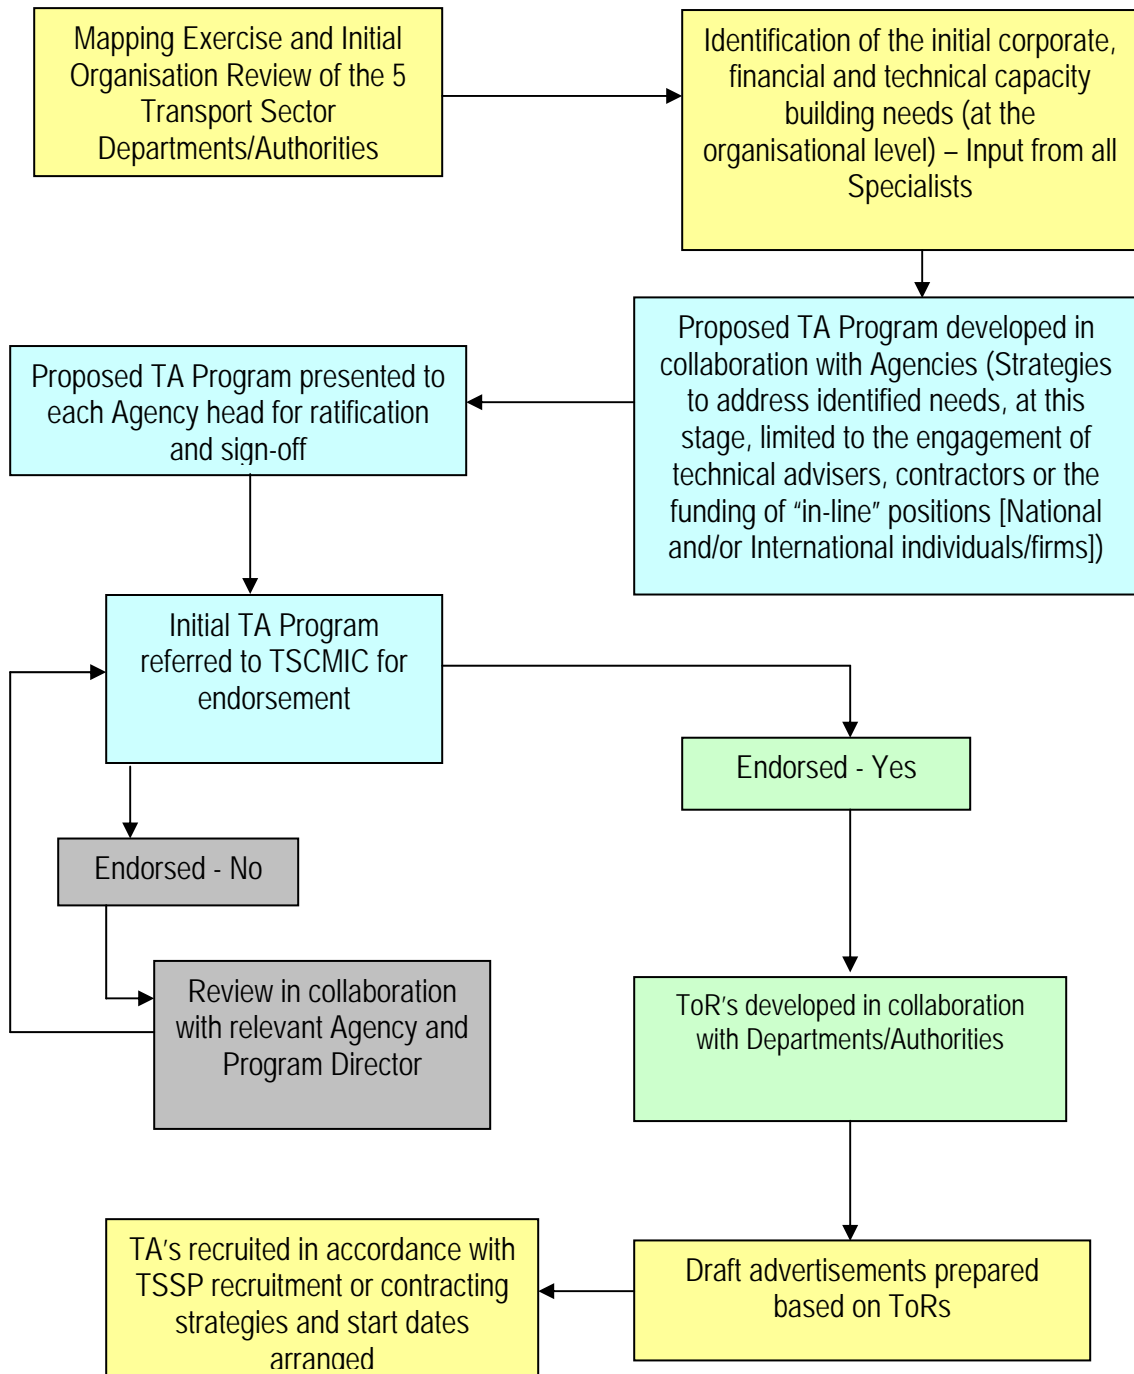 Mapping Exercise and Initial
Organisation Review of the 5
Transport Sector
Departments/Authorities
Identification of the initial corporate,
financial and technical capacity
building needs (at the
organisational level) – Input from all
Specialists
Proposed TA Program developed in
collaboration with Agencies (Strategies
to address identified needs, at this
stage, limited to the engagement of
technical advisers, contractors or the
funding of “in-line” positions [National
and/or International individuals/firms])
Proposed TA Program presented to
each Agency head for ratification
and sign-off
Initial TA Program
referred to TSCMIC for
endorsement
Endorsed - Yes
Endorsed - No
Review in collaboration
with relevant Agency and
Program Director
ToR's developed in collaboration
with Departments/Authorities
Draft advertisements prepared
based on ToRs
TA's recruited in accordance with
TSSP recruitment or contracting
strategies and start dates
arranged